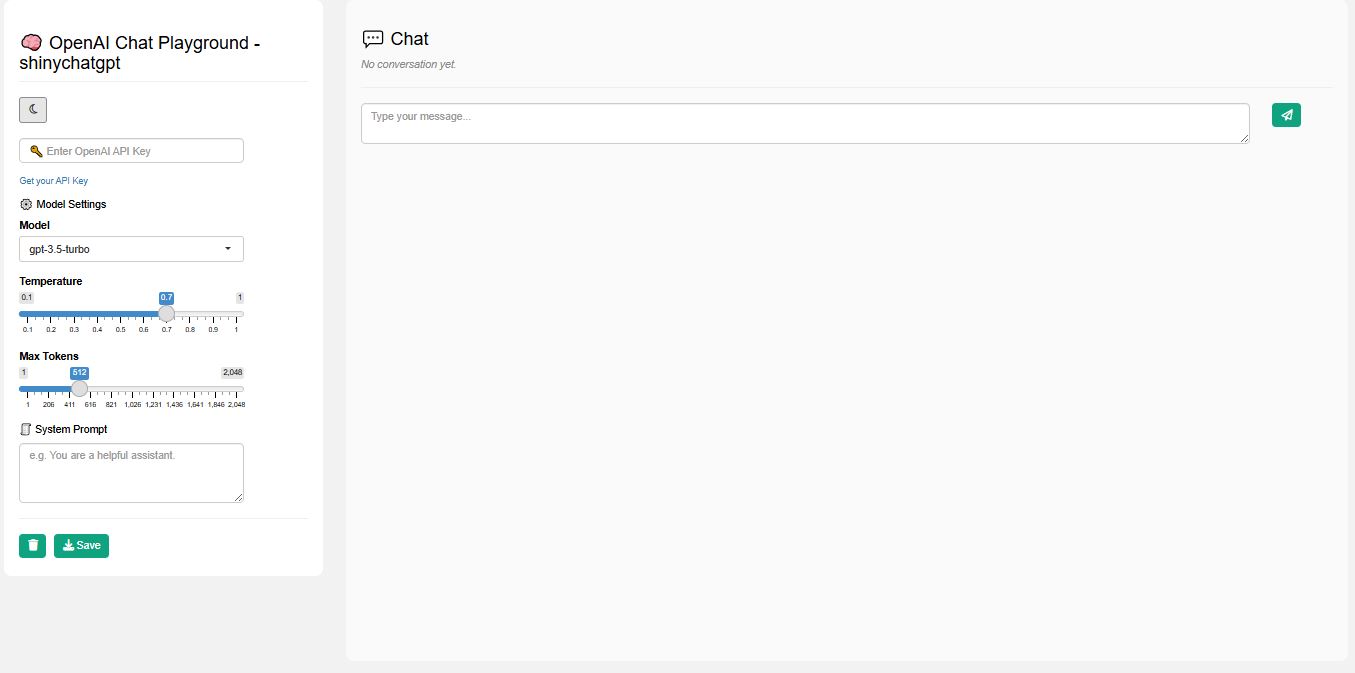 OpenAI Chat Playground -
shinychatgpt
Enter OpenAI API Key
Get your API Key
Model Settings
Model
gpt-3.5-turbo
Temperature
0.1 0.7 1
0.1 0.2 0.3 0.4 0.5 0.6 0.7 0.8 0.9 1
Max Tokens
1 512 2,048
1 206 411 616 821 1,026 1,231 1,436 1,641 1,846 2,048
System Prompt
e.g. You are a helpful assistant.
Save
Chat
No conversation yet.
Type your message...